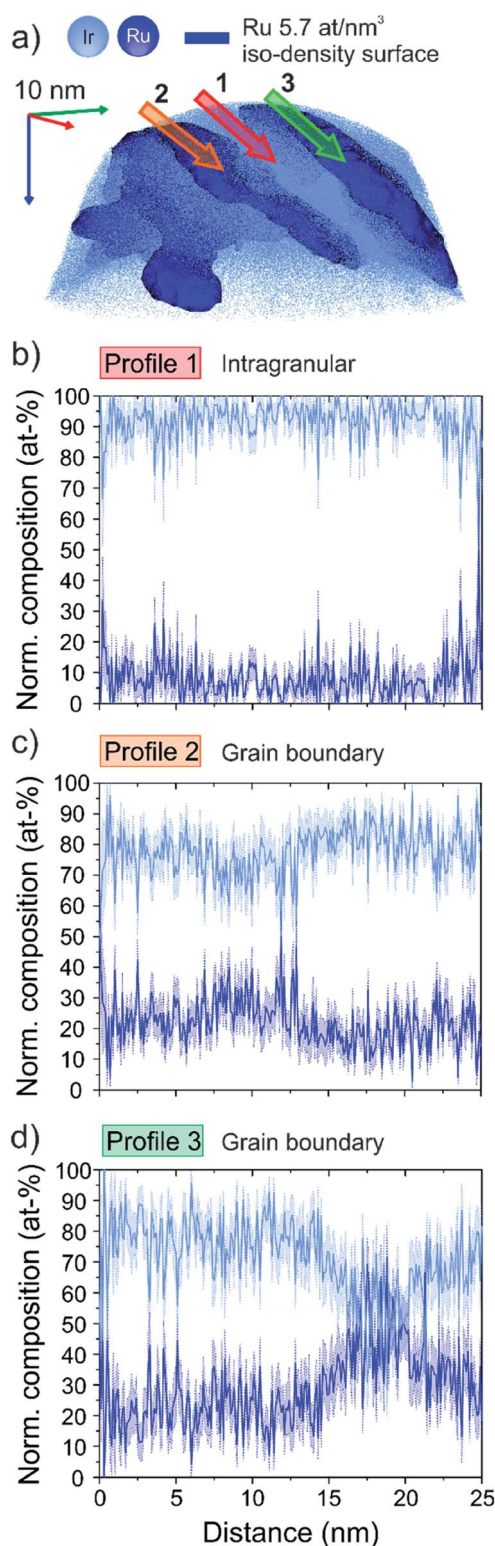 a) Ir Ru Ru 5.7 at/nm³
iso-density surface
10 nm
2 1 3
b) Profile 1 Intragranular
Norm. composition (at-%)
100
90
80
70
60
50
40
30
20
10
0
c) Profile 2 Grain boundary
Norm. composition (at-%)
100
90
80
70
60
50
40
30
20
10
0
d) Profile 3 Grain boundary
Norm. composition (at-%)
100
90
80
70
60
50
40
30
20
10
0
0 5 10 15 20 25
Distance (nm)